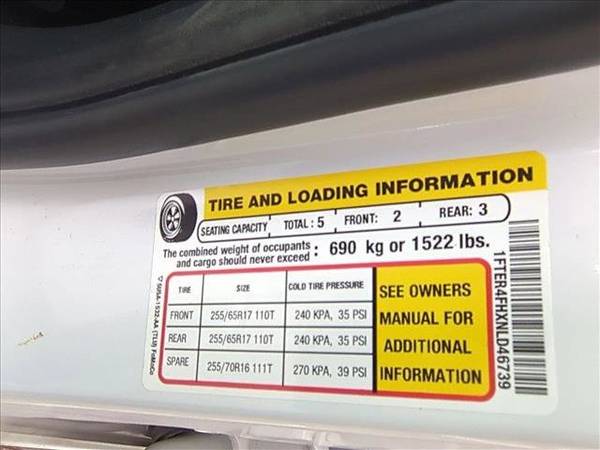 TIRE AND LOADING INFORMATION
SEATING CAPACITY TOTAL : 5 FRONT: 2 REAR: 3
The combined weight of occupants
and cargo should never exceed : 690 kg or 1522 lbs.
TIRE SIZE COLD TIRE PRESSURE
FRONT 255/65R17 110T 240 KPA, 35 PSI
REAR 255/65R17 110T 240 KPA, 35 PSI
SPARE 255/70R16 111T 270 KPA, 39 PSI
SEE OWNERS
MANUAL FOR
ADDITIONAL
INFORMATION
1FTER4FHXNLD46739